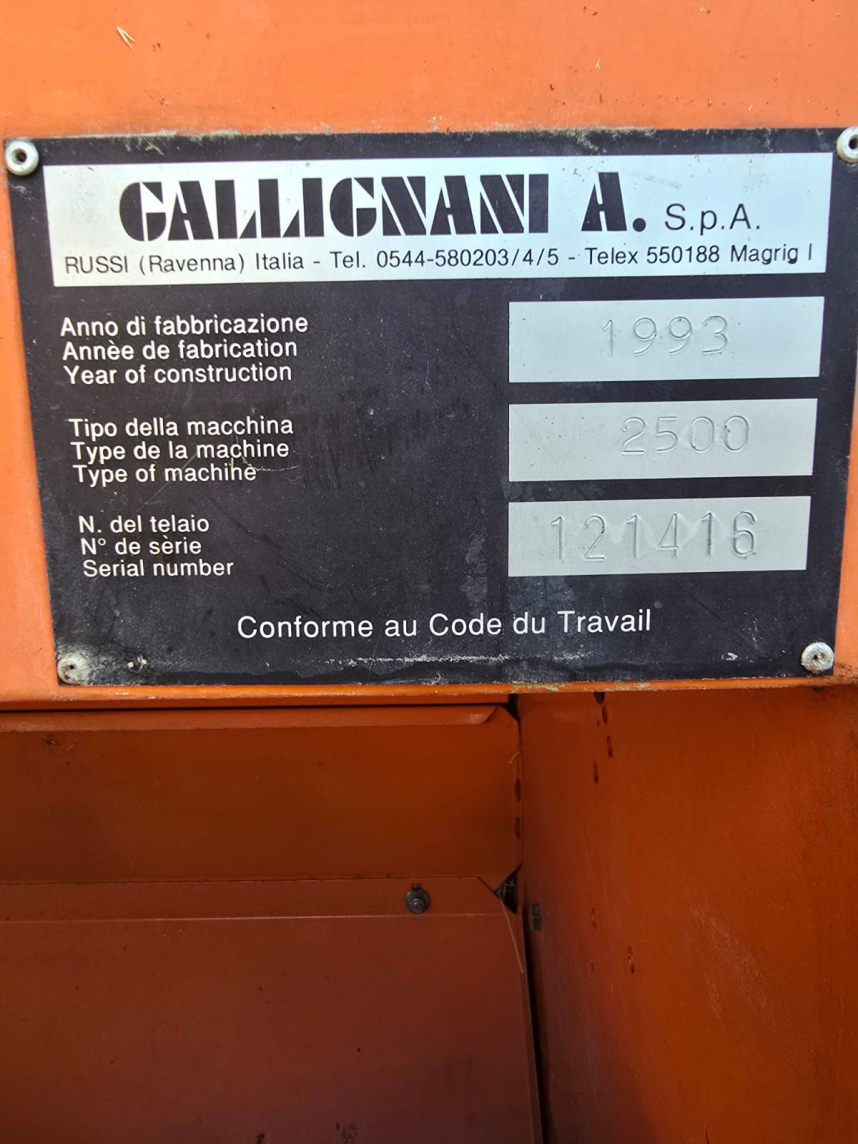 GALLIGNANI A. S.p.A.
RUSSI (Ravenna) Italia - Tel. 0544-580203/4/5 - Telex 550188 Magrig I
Anno di fabbricazione
Annèe de fabrication
Year of construction
1993
Tipo della macchina
Type de la machine
Type of machine
2500
N. del telaio
N° de sèrie
Serial number
121416
Conforme au Code du Travail